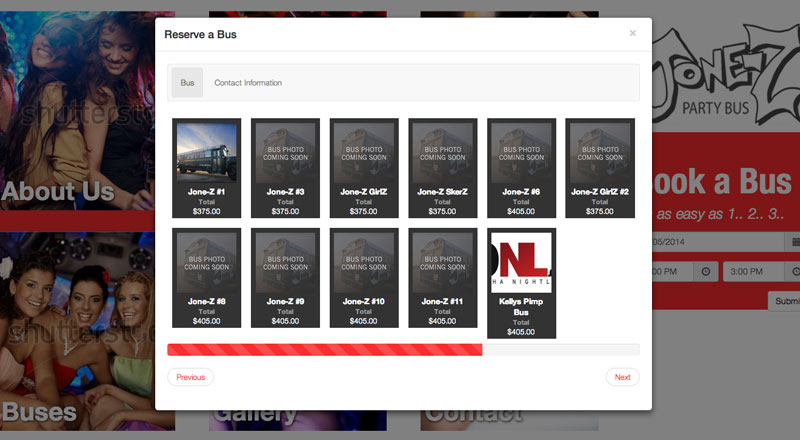 Reserve a Bus
×
Bus
Contact Information
Jone-Z #1
Total
$375.00
BUS PHOTO
COMING SOON
Jone-Z #3
Total
$375.00
BUS PHOTO
COMING SOON
Jone-Z GirlZ
Total
$375.00
BUS PHOTO
COMING SOON
Jone-Z SkerZ
Total
$375.00
BUS PHOTO
COMING SOON
Jone-Z #6
Total
$405.00
BUS PHOTO
COMING SOON
Jone-Z GirlZ #2
Total
$375.00
BUS PHOTO
COMING SOON
Jone-Z #8
Total
$405.00
BUS PHOTO
COMING SOON
Jone-Z #9
Total
$405.00
BUS PHOTO
COMING SOON
Jone-Z #10
Total
$405.00
BUS PHOTO
COMING SOON
Jone-Z #11
Total
$405.00
ONL
HA NIGHTL
Kellys Pimp
Bus
Total
$405.00
Previous
Next
shutterst
About Us
shutterst
Buses
Gallery
Contact
JONE-Z
PARTY BUS
ook a Bus
as easy as 1.. 2.. 3..
05/2014
00 PM
3:00 PM
Submi